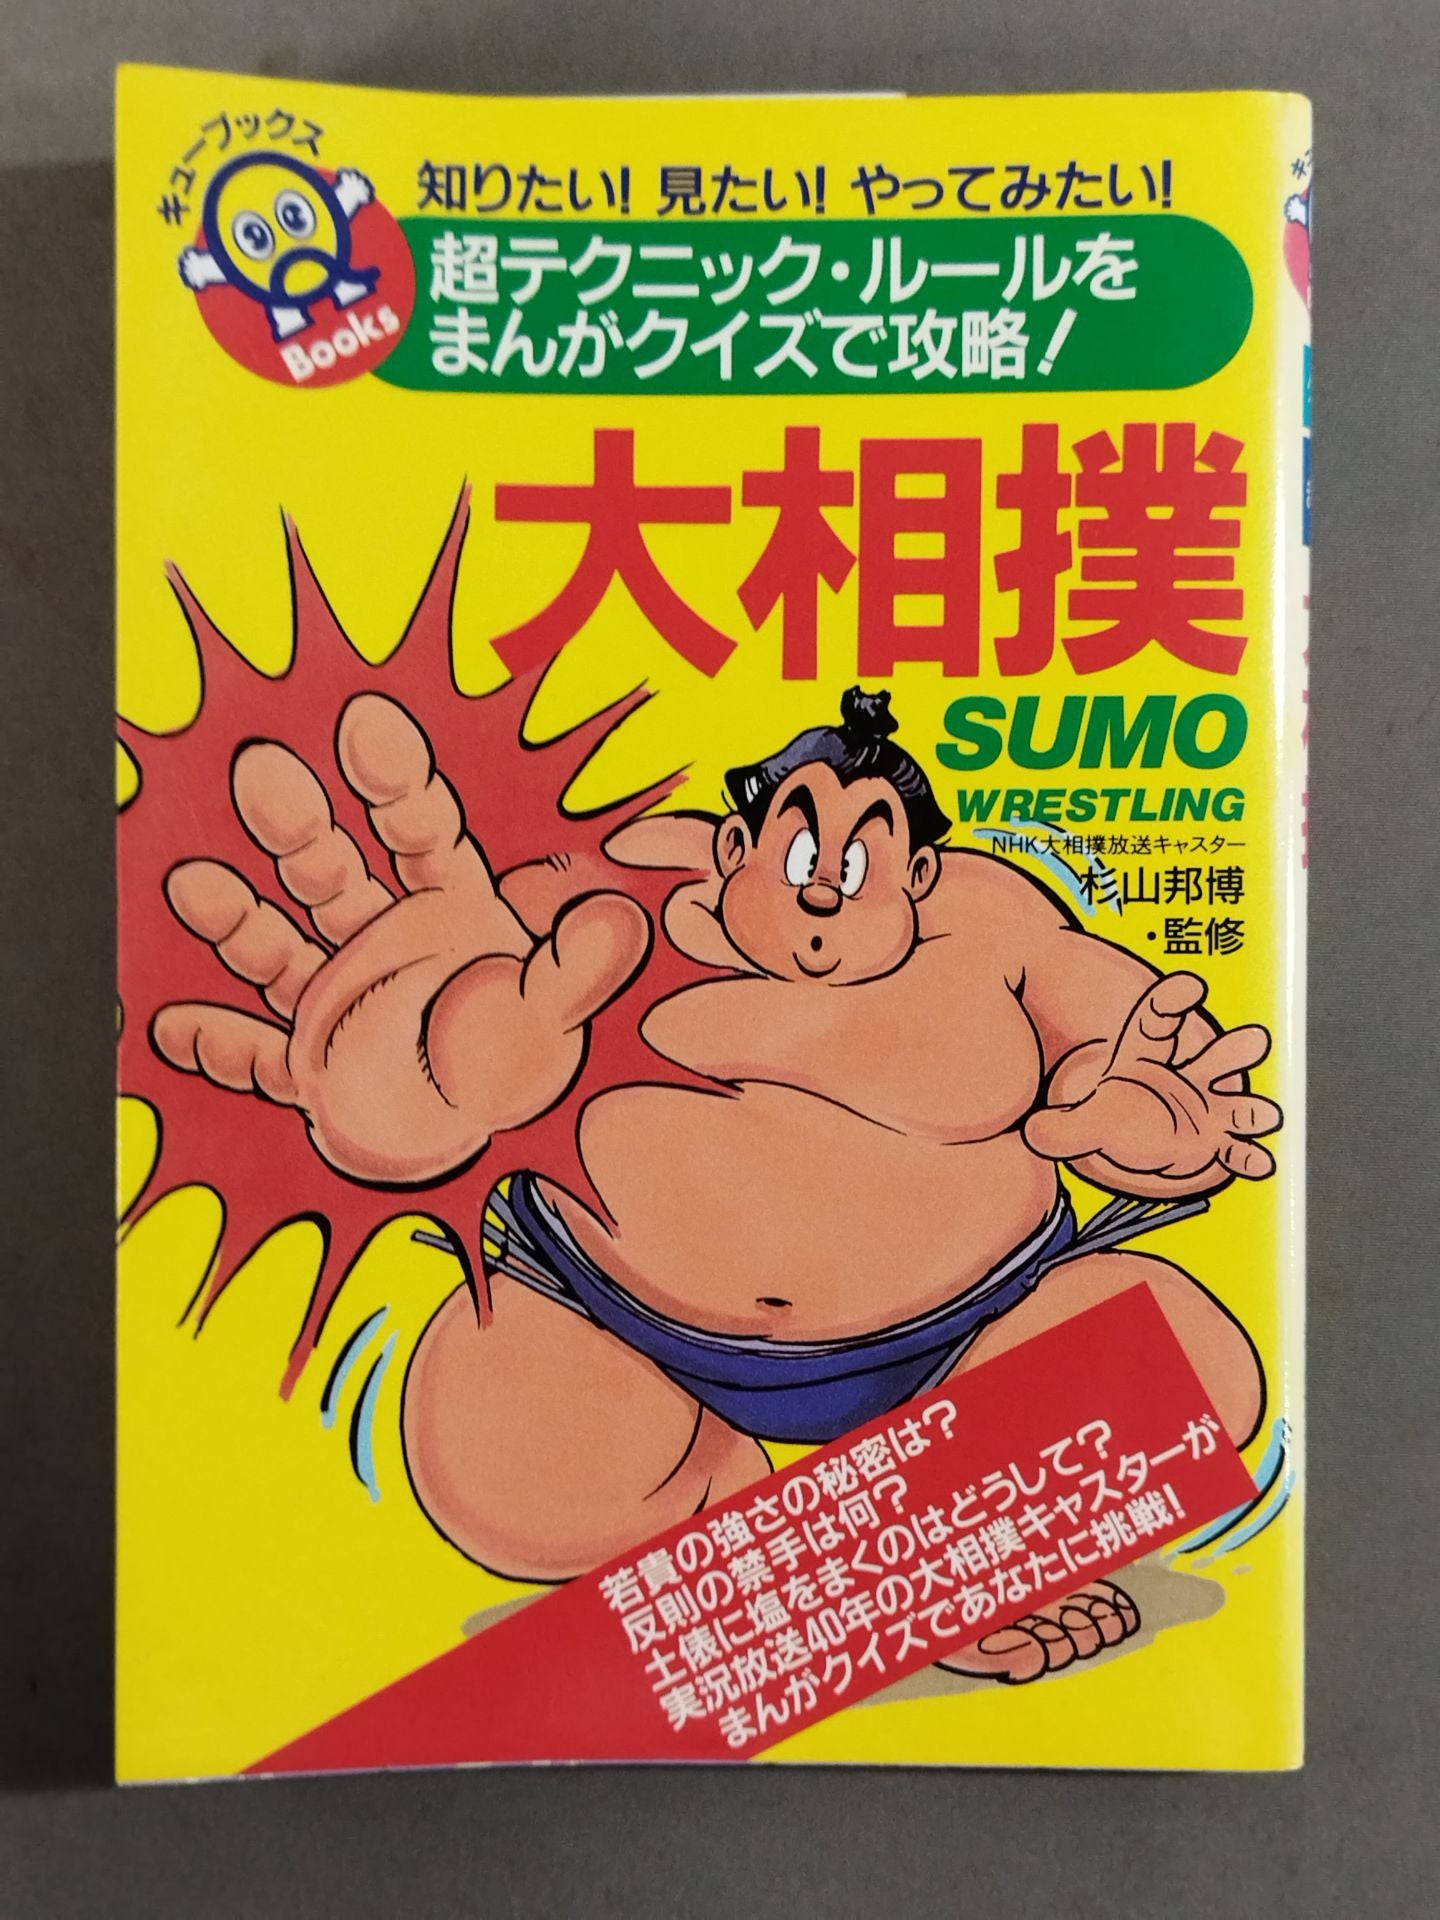 キューブックス
Books
知りたい！ 見たい！ やってみたい！
超テクニック・ルールを
まんがクイズで攻略！
大相撲
SUMO
WRESTLING
NHK大相撲放送キャスター
杉山邦博
・監修
若貴の強さの秘密は？
反則の禁手は何？
土俵に塩をまくのはどうして？
実況放送40年の大相撲キャスターが
まんがクイズであなたに挑戦！